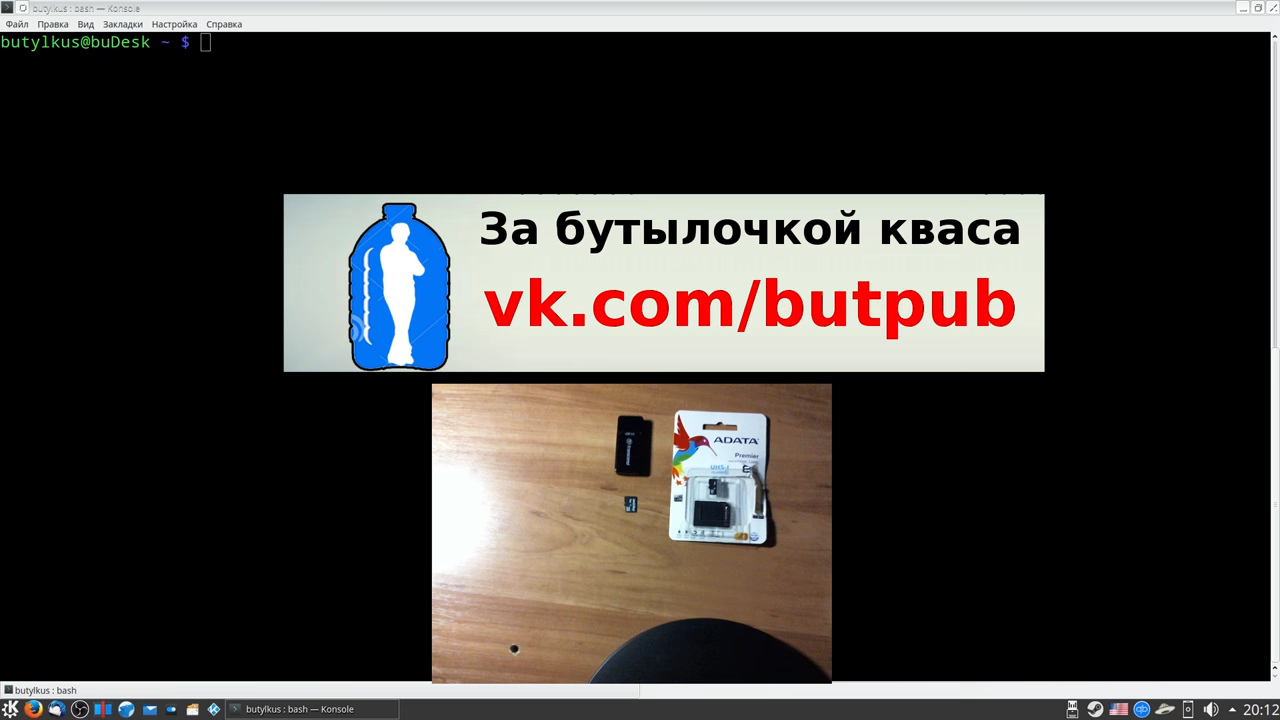 butylkus : bash — Konsole
Файл Правка Вид Закладки Настройка Справка
butylkus@buDesk ~ $
За бутылочкой кваса
vk.com/butpub
ADATA
Premier
UHS-I
butylkus : bash
butylkus : bash — Konsole
20:12